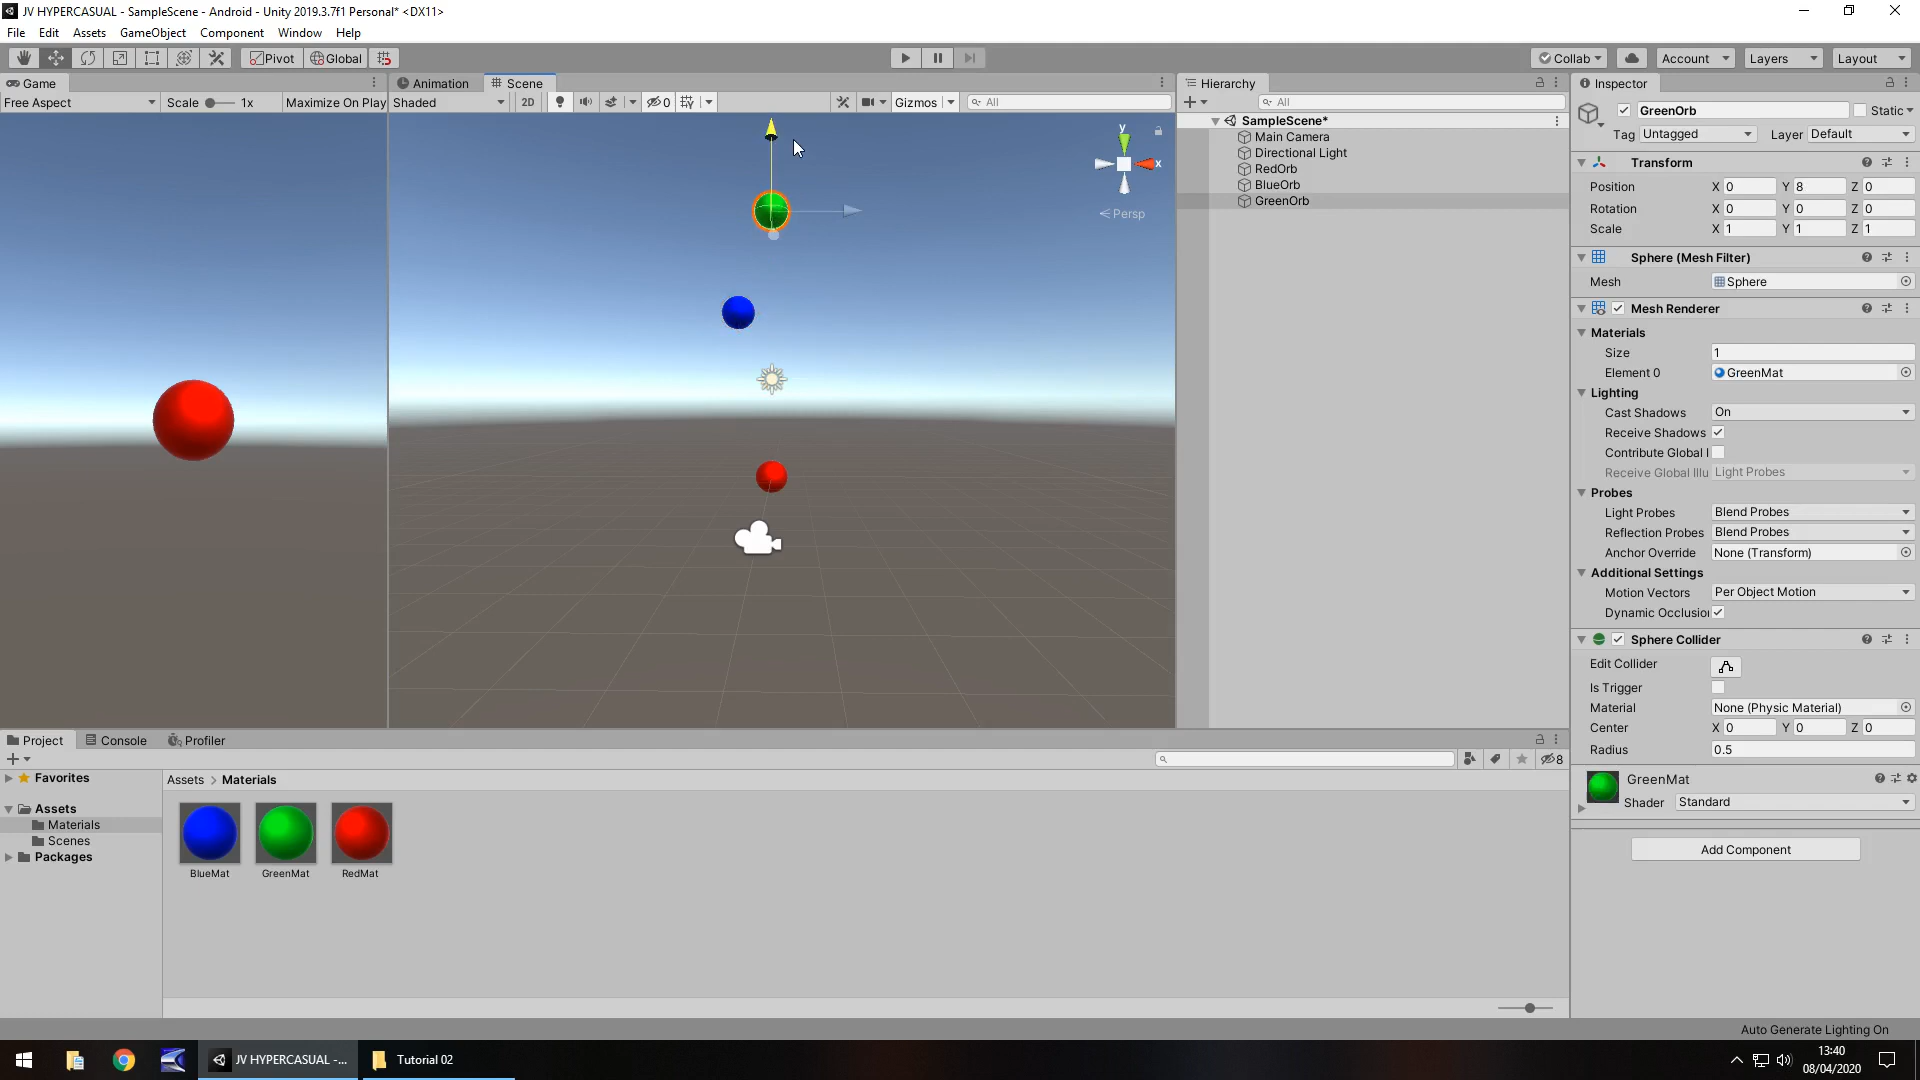 JV HYPERCASUAL - SampleScene - Android - Unity 2019.3.7f1 Personal* <DX11>
File Edit Assets GameObject Component Window Help
Pivot Global Collab Account Layers Layout
Game Animation Scene Hierarchy Inspector
Free Aspect Scale 1x Maximize On Play Shaded 2D 0 Gizmos All All
GreenOrb Static
Tag Untagged Layer Default
SampleScene*
Main Camera
Directional Light
RedOrb
BlueOrb
GreenOrb
y
x
Persp
Transform
Position X 0 Y 8 Z 0
Rotation X 0 Y 0 Z 0
Scale X 1 Y 1 Z 1
Sphere (Mesh Filter)
Mesh Sphere
Mesh Renderer
Materials
Size 1
Element 0 GreenMat
Lighting
Cast Shadows On
Receive Shadows
Contribute Global I
Receive Global Illu Light Probes
Probes
Light Probes Blend Probes
Reflection Probes Blend Probes
Anchor Override None (Transform)
Additional Settings
Motion Vectors Per Object Motion
Dynamic Occlusion
Sphere Collider
Edit Collider
Is Trigger
Material None (Physic Material)
Center X 0 Y 0 Z 0
Radius 0.5
GreenMat
Shader Standard
Add Component
Project Console Profiler
8
Favorites
Assets
Materials
Scenes
Packages
Assets > Materials
BlueMat GreenMat RedMat
Auto Generate Lighting On
JV HYPERCASUAL -... Tutorial 02
13:40
08/04/2020